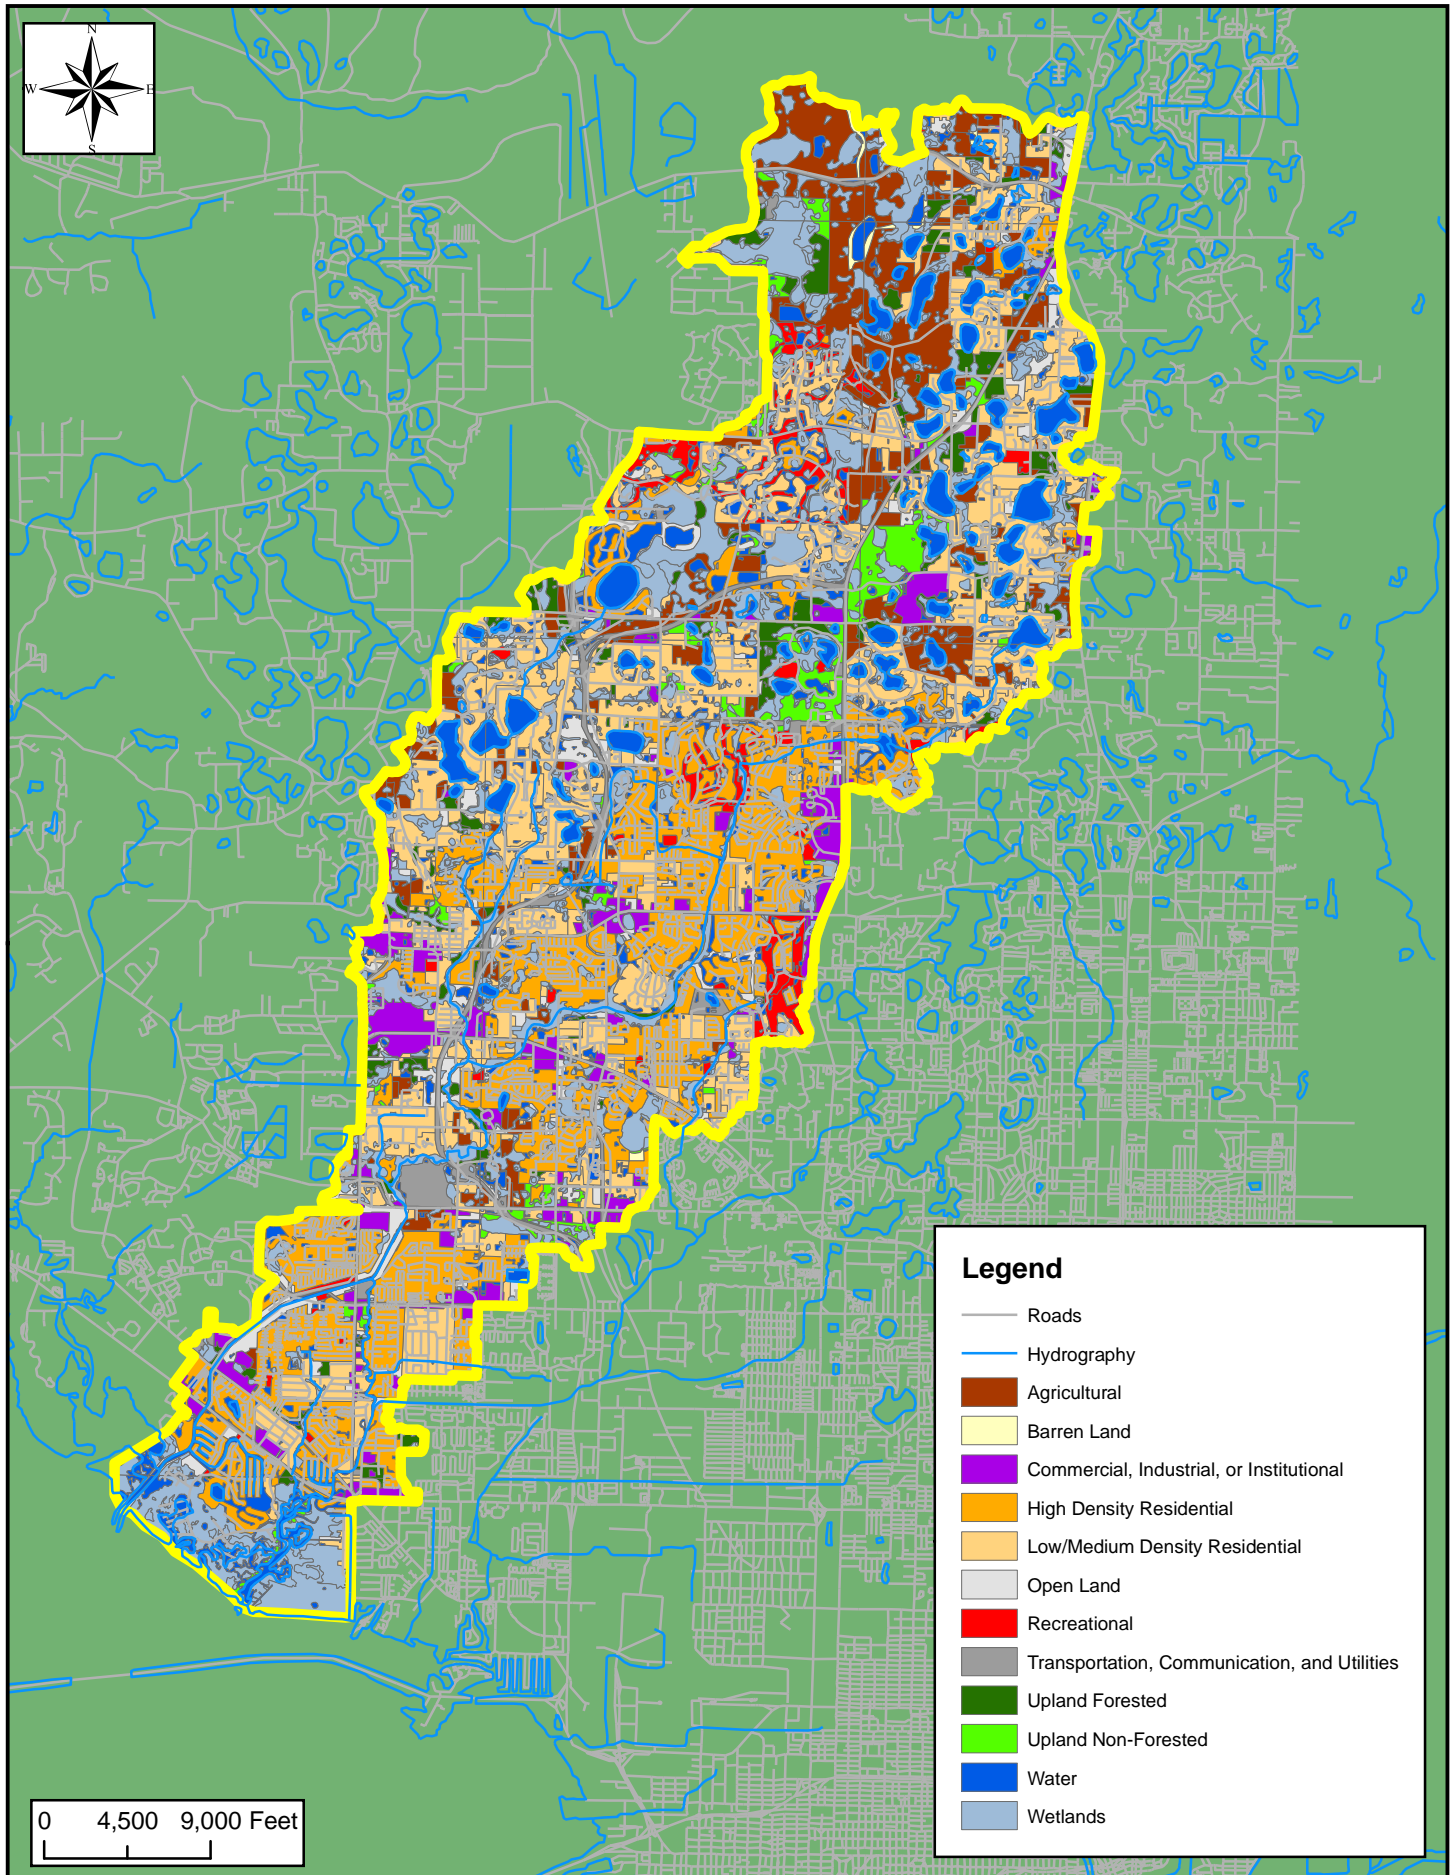 N
W E
S
Legend
Roads
Hydrography
Agricultural
Barren Land
Commercial, Industrial, or Institutional
High Density Residential
Low/Medium Density Residential
Open Land
Recreational
Transportation, Communication, and Utilities
Upland Forested
Upland Non-Forested
Water
Wetlands
0 4,500 9,000 Feet